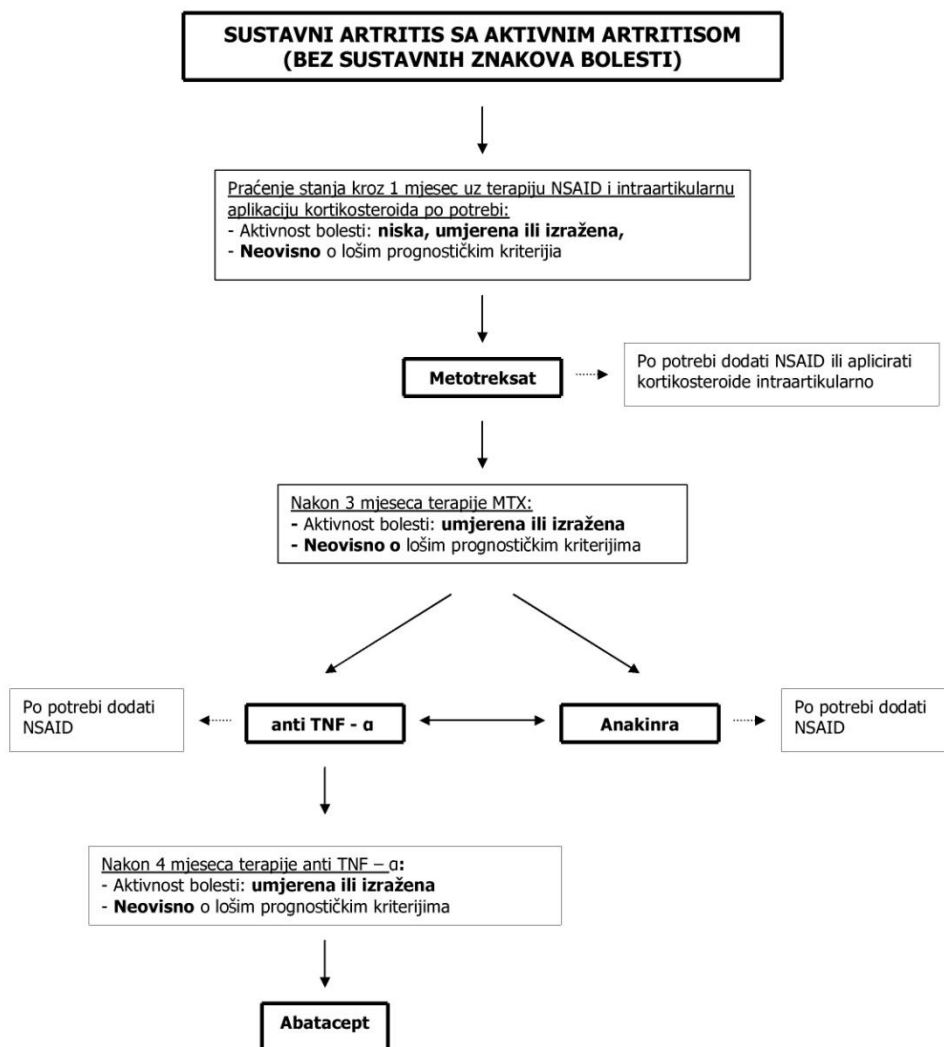 SUSTAVNI ARTRITIS SA AKTIVNIM ARTRITISOM
(BEZ SUSTAVNIH ZNAKOVA BOLESTI)
Praćenje stanja kroz 1 mjesec uz terapiju NSAID i intraartikularnu
aplikaciju kortikosteroida po potrebi:
- Aktivnost bolesti: niska, umjerena ili izražena,
- Neovisno o lošim prognostičkim kriterijia
Metotreksat
Po potrebi dodati NSAID ili aplicirati
kortikosteroide intraartikularno
Nakon 3 mjeseca terapije MTX:
- Aktivnost bolesti: umjerena ili izražena
- Neovisno o lošim prognostičkim kriterijima
Po potrebi dodati
NSAID
anti TNF - α
Anakinra
Po potrebi dodati
NSAID
Nakon 4 mjeseca terapije anti TNF – α:
- Aktivnost bolesti: umjerena ili izražena
- Neovisno o lošim prognostičkim kriterijima
Abatacept